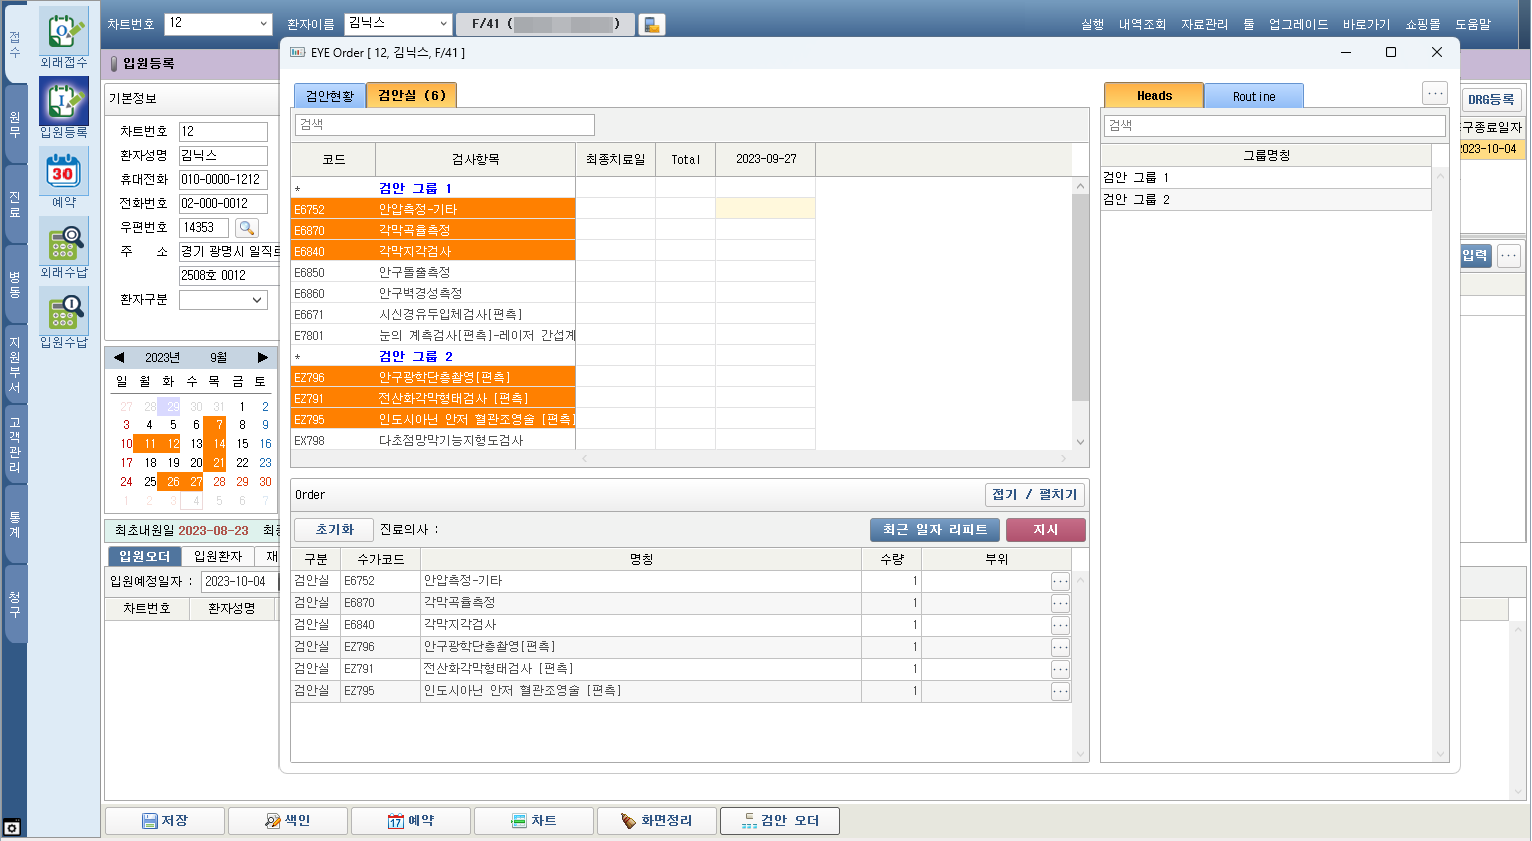 차트번호 12 환자이름 김닉스 F/41 ( ) 실행 내역조회 자료관리 툴 업그레이드 바로가기 쇼핑몰 도움말
접수
원무
진료
병동
지원부서
고객관리
통계
청구
외래접수
입원등록
30
예약
외래수납
입원수납
입원등록
기본정보
차트번호 12
환자성명 김닉스
휴대전화 010-0000-1212
전화번호 02-000-0012
우편번호 14353
주 소 경기 광명시 일직로
2508호 0012
환자구분
2023년 9월
일 월 화 수 목 금 토
27 28 29 30 31 1 2
3 4 5 6 7 8 9
10 11 12 13 14 15 16
17 18 19 20 21 22 23
24 25 26 27 28 29 30
1 2 3 4 5 6 7
최초내원일 2023-08-23
입원오더 입원환자
입원예정일자 : 2023-10-04
차트번호 환자성명
EYE Order [ 12, 김닉스, F/41 ]
검안현황 검안실 (6)
검색
코드 검사항목 최종치료일 Total 2023-09-27
* 검안 그룹 1
E6752 안압측정-기타
E6870 각막곡율측정
E6840 각막지각검사
E6850 안구돌출측정
E6860 안구벽경성측정
E6671 시신경유두입체검사[편측]
E7801 눈의 계측검사[편측]-레이저 간섭계
* 검안 그룹 2
EZ796 안구광학단층촬영[편측]
EZ791 전산화각막형태검사 [편측]
EZ795 인도시아닌 안저 혈관조영술 [편측]
EX798 다초점망막기능지형도검사
Order 접기 / 펼치기
초기화 진료의사 : 최근 일자 리피트 지시
구분 수가코드 명칭 수량 부위
검안실 E6752 안압측정-기타 1 ...
검안실 E6870 각막곡율측정 1 ...
검안실 E6840 각막지각검사 1 ...
검안실 EZ796 안구광학단층촬영[편측] 1 ...
검안실 EZ791 전산화각막형태검사 [편측] 1 ...
검안실 EZ795 인도시아닌 안저 혈관조영술 [편측] 1 ...
Heads Routine ...
검색
그룹명칭
검안 그룹 1
검안 그룹 2
DRG등록
구종료일자
2023-10-04
입력 ...
저장 색인 예약 차트 화면정리 검안 오더